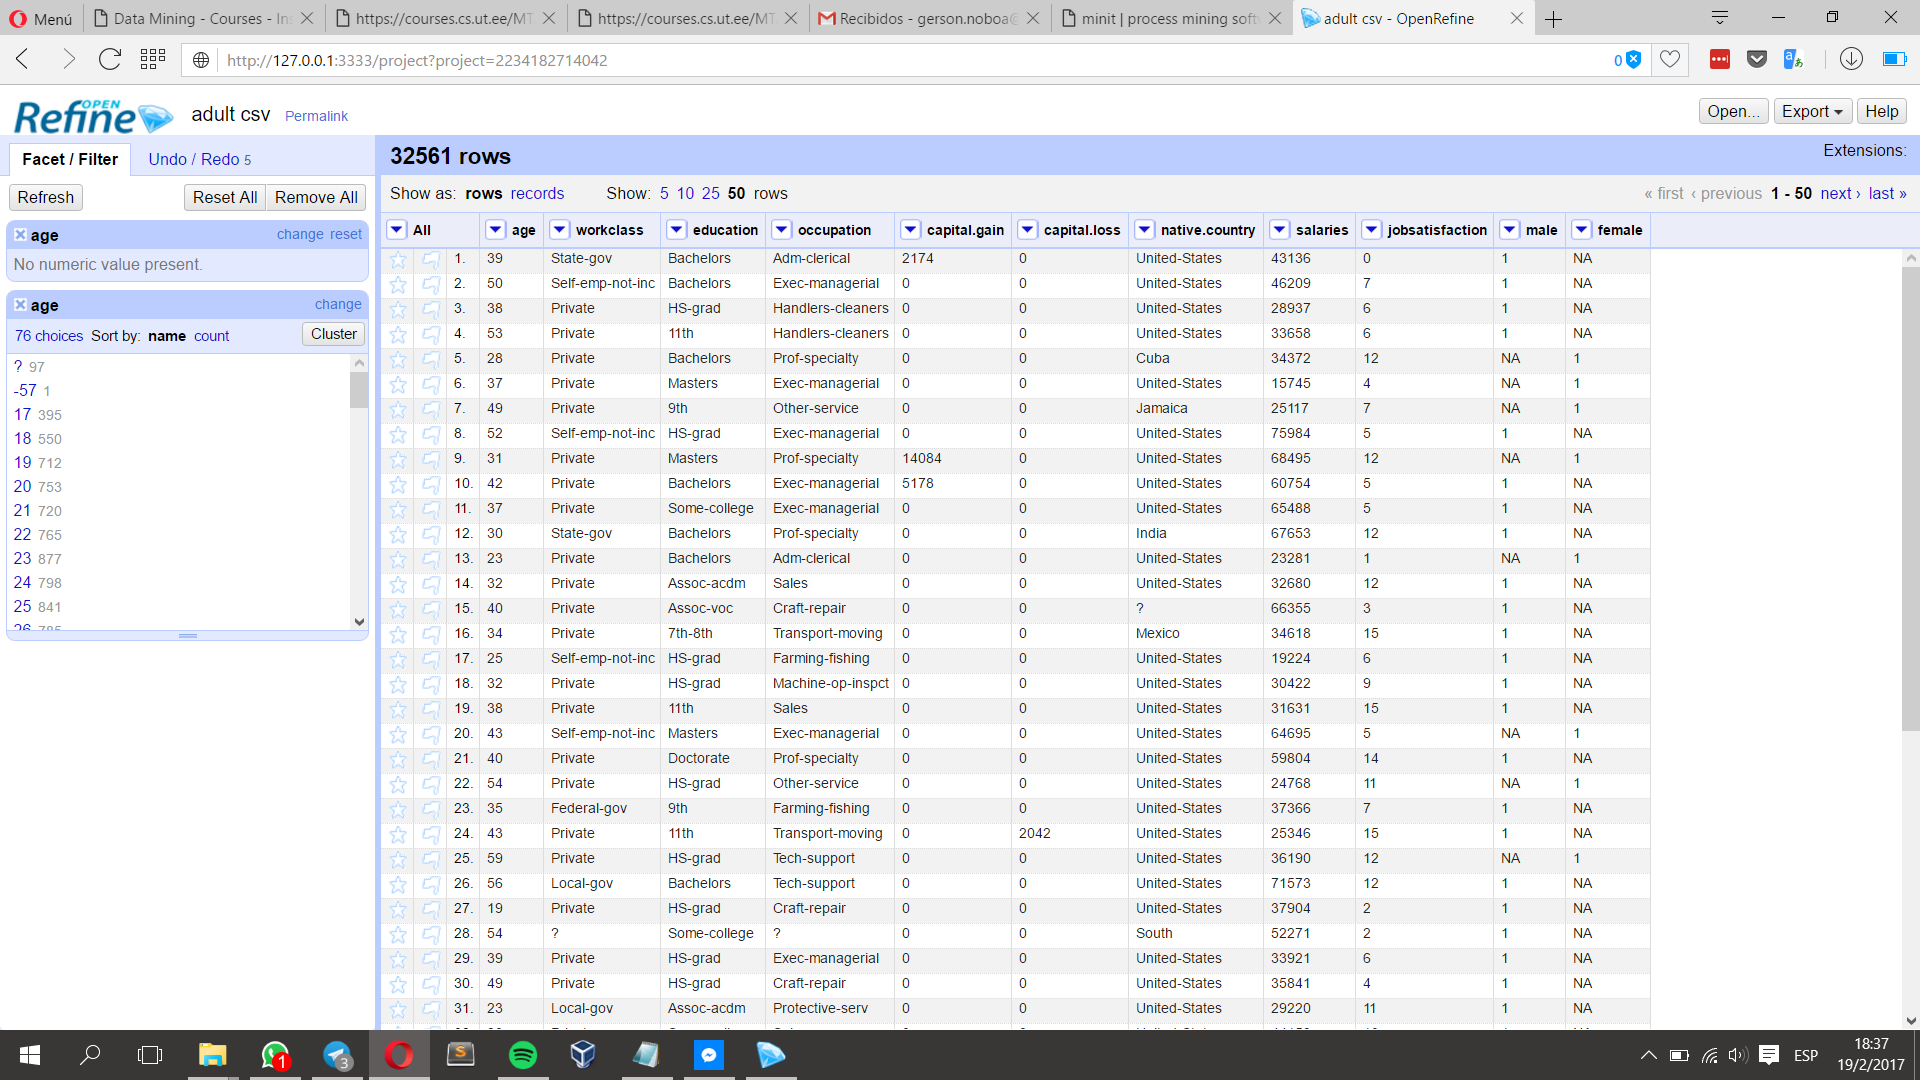 Menú
Data Mining - Courses - Ins
https://courses.cs.ut.ee/MT
https://courses.cs.ut.ee/MT
Recibidos - gerson.noboa@
minit | process mining softw
adult csv - OpenRefine
http://127.0.0.1:3333/project?project=2234182714042
0
OPEN Refine adult csv Permalink
Open... Export Help
Facet / Filter Undo / Redo 5
32561 rows
Extensions:
Refresh Reset All Remove All
Show as: rows records Show: 5 10 25 50 rows
« first ‹ previous 1 - 50 next › last »
age change reset
No numeric value present.
age change
76 choices Sort by: name count Cluster
? 97
-57 1
17 395
18 550
19 712
20 753
21 720
22 765
23 877
24 798
25 841
26 785
All age workclass education occupation capital.gain capital.loss native.country salaries jobsatisfaction male female
1. 39 State-gov Bachelors Adm-clerical 2174 0 United-States 43136 0 1 NA
2. 50 Self-emp-not-inc Bachelors Exec-managerial 0 0 United-States 46209 7 1 NA
3. 38 Private HS-grad Handlers-cleaners 0 0 United-States 28937 6 1 NA
4. 53 Private 11th Handlers-cleaners 0 0 United-States 33658 6 1 NA
5. 28 Private Bachelors Prof-specialty 0 0 Cuba 34372 12 NA 1
6. 37 Private Masters Exec-managerial 0 0 United-States 15745 4 NA 1
7. 49 Private 9th Other-service 0 0 Jamaica 25117 7 NA 1
8. 52 Self-emp-not-inc HS-grad Exec-managerial 0 0 United-States 75984 5 1 NA
9. 31 Private Masters Prof-specialty 14084 0 United-States 68495 12 NA 1
10. 42 Private Bachelors Exec-managerial 5178 0 United-States 60754 5 1 NA
11. 37 Private Some-college Exec-managerial 0 0 United-States 65488 5 1 NA
12. 30 State-gov Bachelors Prof-specialty 0 0 India 67653 12 1 NA
13. 23 Private Bachelors Adm-clerical 0 0 United-States 23281 1 NA 1
14. 32 Private Assoc-acdm Sales 0 0 United-States 32680 12 1 NA
15. 40 Private Assoc-voc Craft-repair 0 0 ? 66355 3 1 NA
16. 34 Private 7th-8th Transport-moving 0 0 Mexico 34618 15 1 NA
17. 25 Self-emp-not-inc HS-grad Farming-fishing 0 0 United-States 19224 6 1 NA
18. 32 Private HS-grad Machine-op-inspct 0 0 United-States 30422 9 1 NA
19. 38 Private 11th Sales 0 0 United-States 31631 15 1 NA
20. 43 Self-emp-not-inc Masters Exec-managerial 0 0 United-States 64695 5 NA 1
21. 40 Private Doctorate Prof-specialty 0 0 United-States 59804 14 1 NA
22. 54 Private HS-grad Other-service 0 0 United-States 24768 11 NA 1
23. 35 Federal-gov 9th Farming-fishing 0 0 United-States 37366 7 1 NA
24. 43 Private 11th Transport-moving 0 2042 United-States 25346 15 1 NA
25. 59 Private HS-grad Tech-support 0 0 United-States 36190 12 NA 1
26. 56 Local-gov Bachelors Tech-support 0 0 United-States 71573 12 1 NA
27. 19 Private HS-grad Craft-repair 0 0 United-States 37904 2 1 NA
28. 54 ? Some-college ? 0 0 South 52271 2 1 NA
29. 39 Private HS-grad Exec-managerial 0 0 United-States 33921 6 1 NA
30. 49 Private HS-grad Craft-repair 0 0 United-States 35841 4 1 NA
31. 23 Local-gov Assoc-acdm Protective-serv 0 0 United-States 29220 11 1 NA
1 3 ESP 18:37
19/2/2017